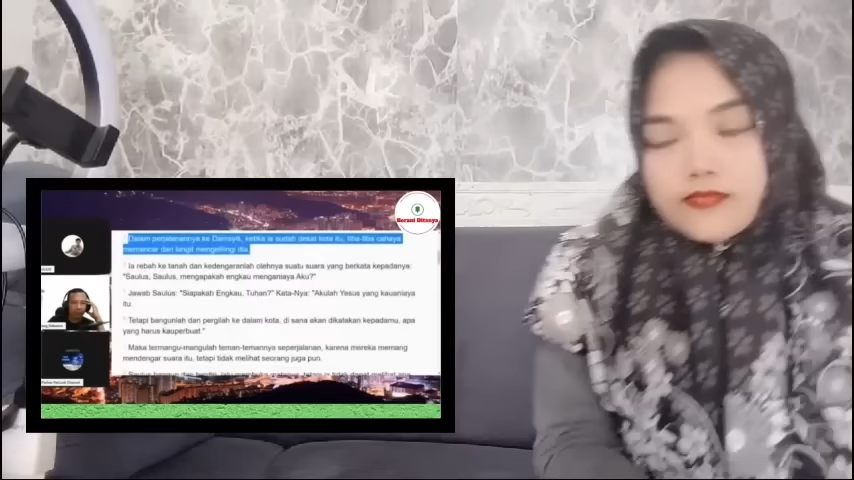 Berani Ditanya
Dalam perjalanannya ke Damsyik, ketika ia sudah dekat kota itu, tiba-tiba cahaya
memancar dari langit mengelilingi dia.
Ia rebah ke tanah dan kedengaranlah olehnya suatu suara yang berkata kepadanya:
"Saulus, Saulus, mengapakah engkau menganiaya Aku?"
Jawab Saulus: "Siapakah Engkau, Tuhan?" Kata-Nya: "Akulah Yesus yang kauaniaya
itu.
Tetapi bangunlah dan pergilah ke dalam kota, di sana akan dikatakan kepadamu, apa
yang harus kauperbuat."
Maka termangu-mangulah teman-temannya seperjalanan, karena mereka memang
mendengar suara itu, tetapi tidak melihat seorang juga pun.